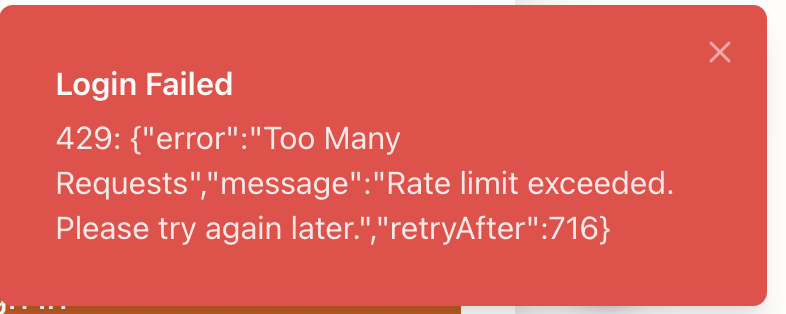 Login Failed
429: {"error":"Too Many
Requests","message":"Rate limit exceeded.
Please try again later.","retryAfter":716}